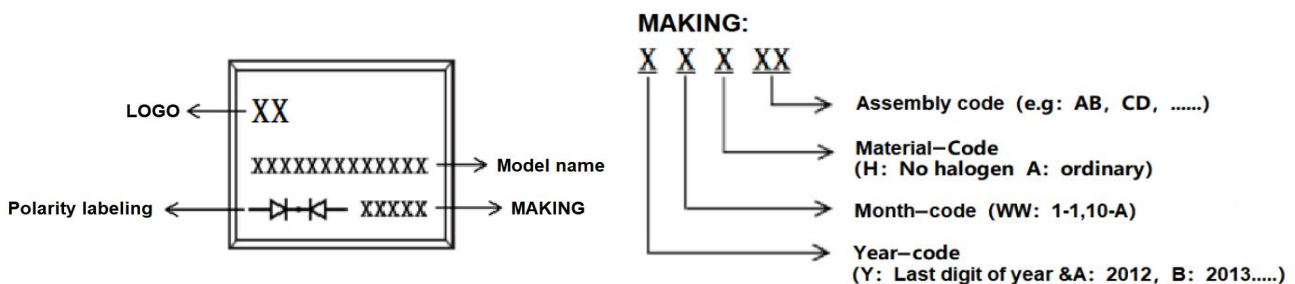 LOGO
XX
XXXXXXXXXXXXX
Model name
Polarity labeling
XXXXX
MAKING
MAKING:
X X X XX
Assembly code (e.g: AB, CD, ......)
Material-Code
(H: No halogen A: ordinary)
Month-code (WW: 1-1,10-A)
Year-code
(Y: Last digit of year &A: 2012, B: 2013.....)